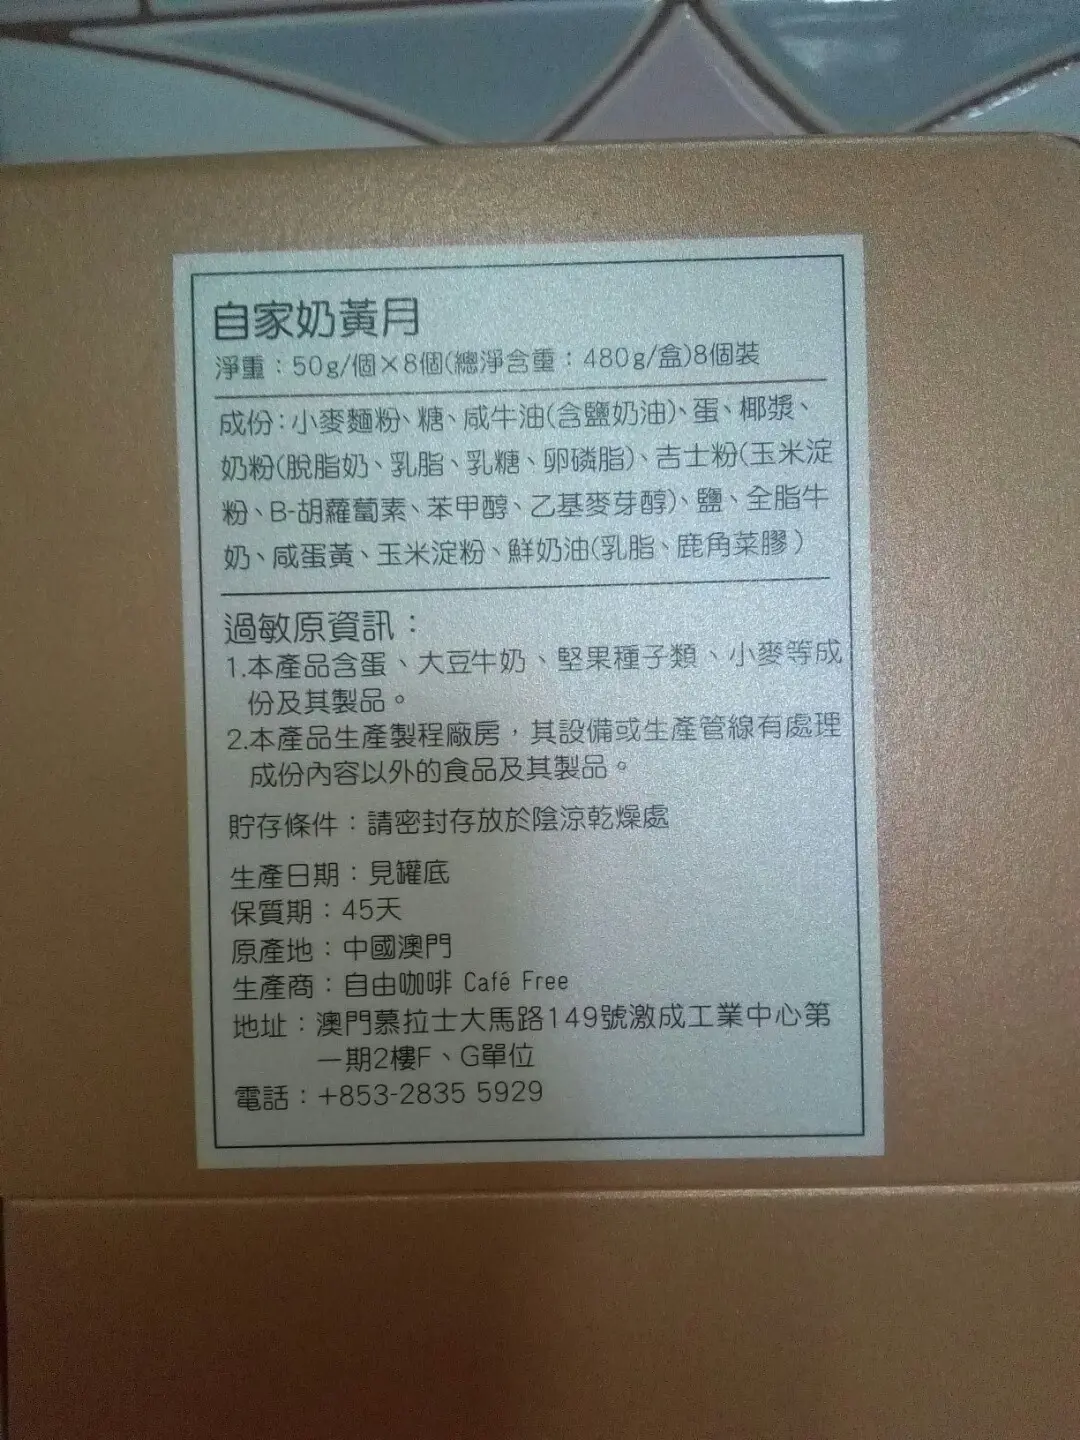 自家奶黃月
淨重：50g/個×8個(總淨含重：480g/盒)8個裝
成份：小麥麵粉、糖、咸牛油(含鹽奶油)、蛋、椰漿、
奶粉(脫脂奶、乳脂、乳糖、卵磷脂)、吉士粉(玉米淀
粉、B-胡蘿蔔素、苯甲醇、乙基麥芽醇)、鹽、全脂牛
奶、咸蛋黃、玉米淀粉、鮮奶油(乳脂、鹿角菜膠）
過敏原資訊：
1.本產品含蛋、大豆牛奶、堅果種子類、小麥等成
份及其製品。
2.本產品生產製程廠房，其設備或生產管線有處理
成份內容以外的食品及其製品。
貯存條件：請密封存放於陰涼乾燥處
生產日期：見罐底
保質期：45天
原產地：中國澳門
生產商：自由咖啡 Café Free
地址：澳門慕拉士大馬路149號激成工業中心第
一期2樓F、G單位
電話：+853-2835 5929